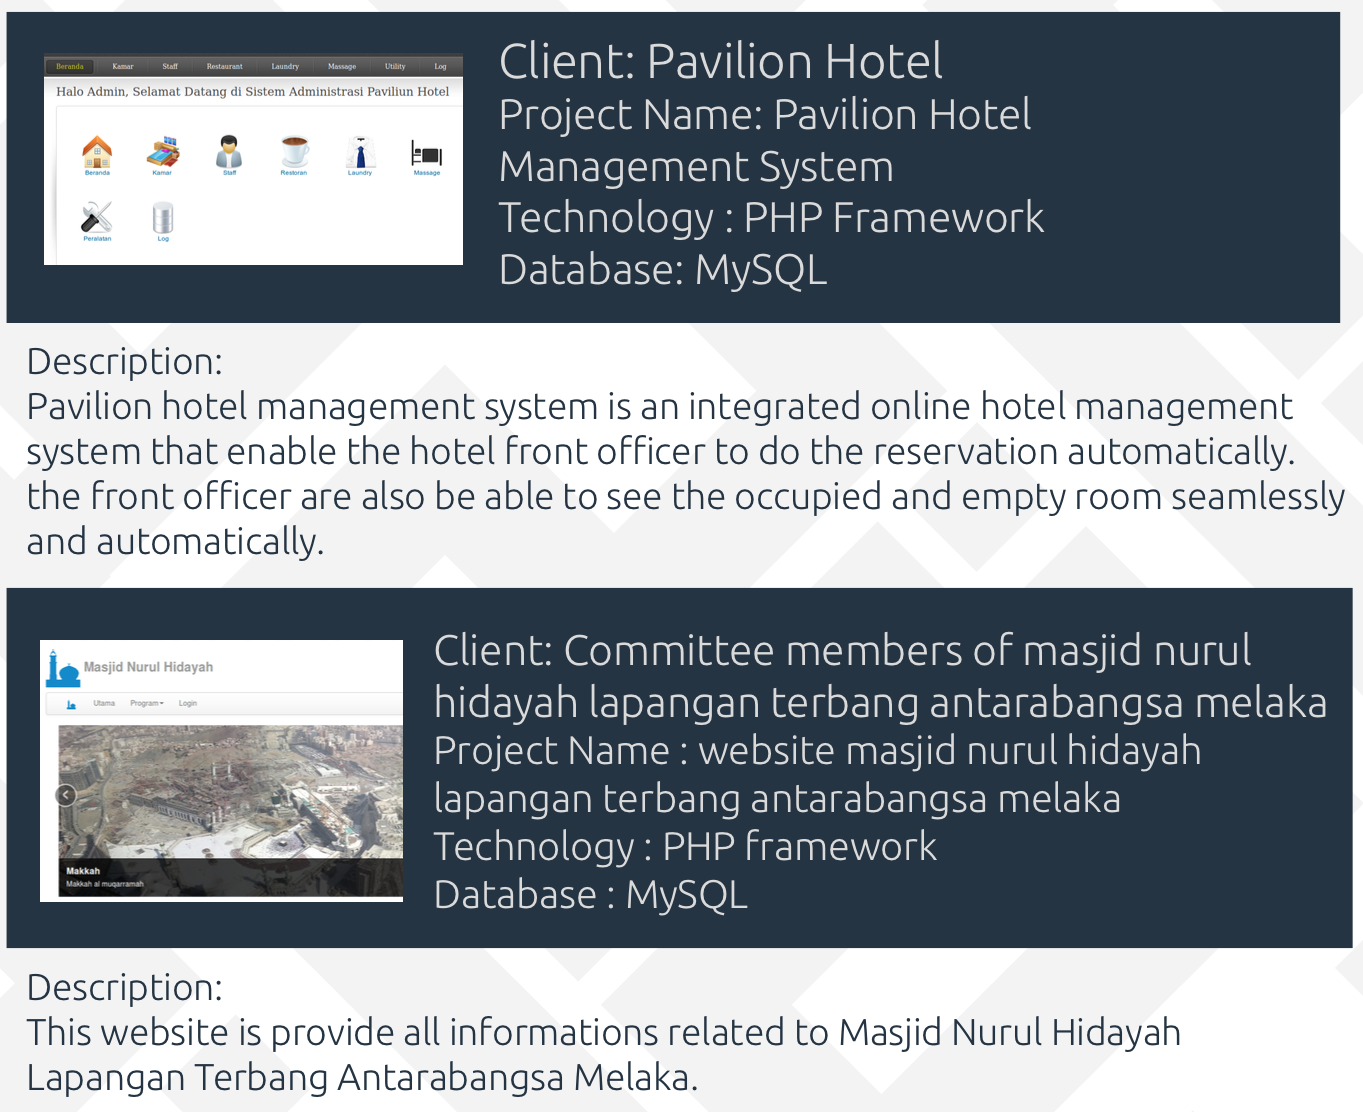 Beranda Kamar Staff Restaurant Laundry Massage Utility Log
Halo Admin, Selamat Datang di Sistem Administrasi Paviliun Hotel
Beranda Kamar Staff Restoran Laundry Massage
Peralatan Log
Client: Pavilion Hotel
Project Name: Pavilion Hotel
Management System
Technology : PHP Framework
Database: MySQL
Description:
Pavilion hotel management system is an integrated online hotel management
system that enable the hotel front officer to do the reservation automatically.
the front officer are also be able to see the occupied and empty room seamlessly
and automatically.
Masjid Nurul Hidayah
Utama Program Login
Makkah
Makkah al muqarramah
Client: Committee members of masjid nurul
hidayah lapangan terbang antarabangsa melaka
Project Name : website masjid nurul hidayah
lapangan terbang antarabangsa melaka
Technology : PHP framework
Database : MySQL
Description:
This website is provide all informations related to Masjid Nurul Hidayah
Lapangan Terbang Antarabangsa Melaka.